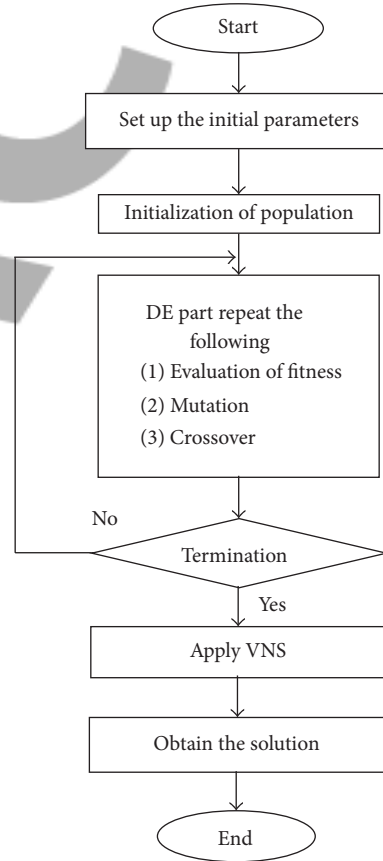 Start
Set up the initial parameters
Initialization of population
DE part repeat the
following
(1) Evaluation of fitness
(2) Mutation
(3) Crossover
No
Termination
Yes
Apply VNS
Obtain the solution
End